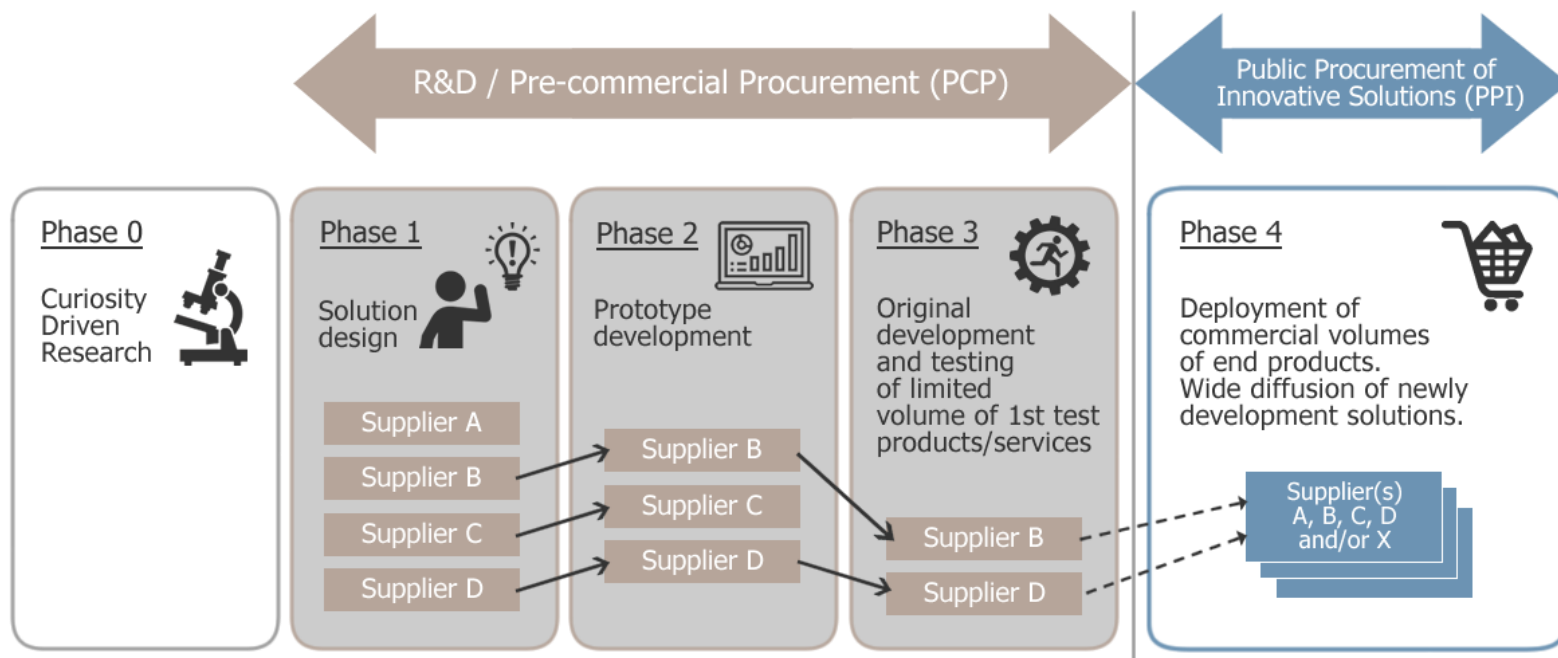 R&D / Pre-commercial Procurement (PCP)
Public Procurement of
Innovative Solutions (PPI)
Phase 0
Curiosity
Driven
Research
Phase 1
Solution
design
Supplier A
Supplier B
Supplier C
Supplier D
Phase 2
Prototype
development
Supplier B
Supplier C
Supplier D
Phase 3
Original
development
and testing
of limited
volume of 1st test
products/services
Supplier B
Supplier D
Phase 4
Deployment of
commercial volumes
of end products.
Wide diffusion of newly
development solutions.
Supplier(s)
A, B, C, D
and/or X